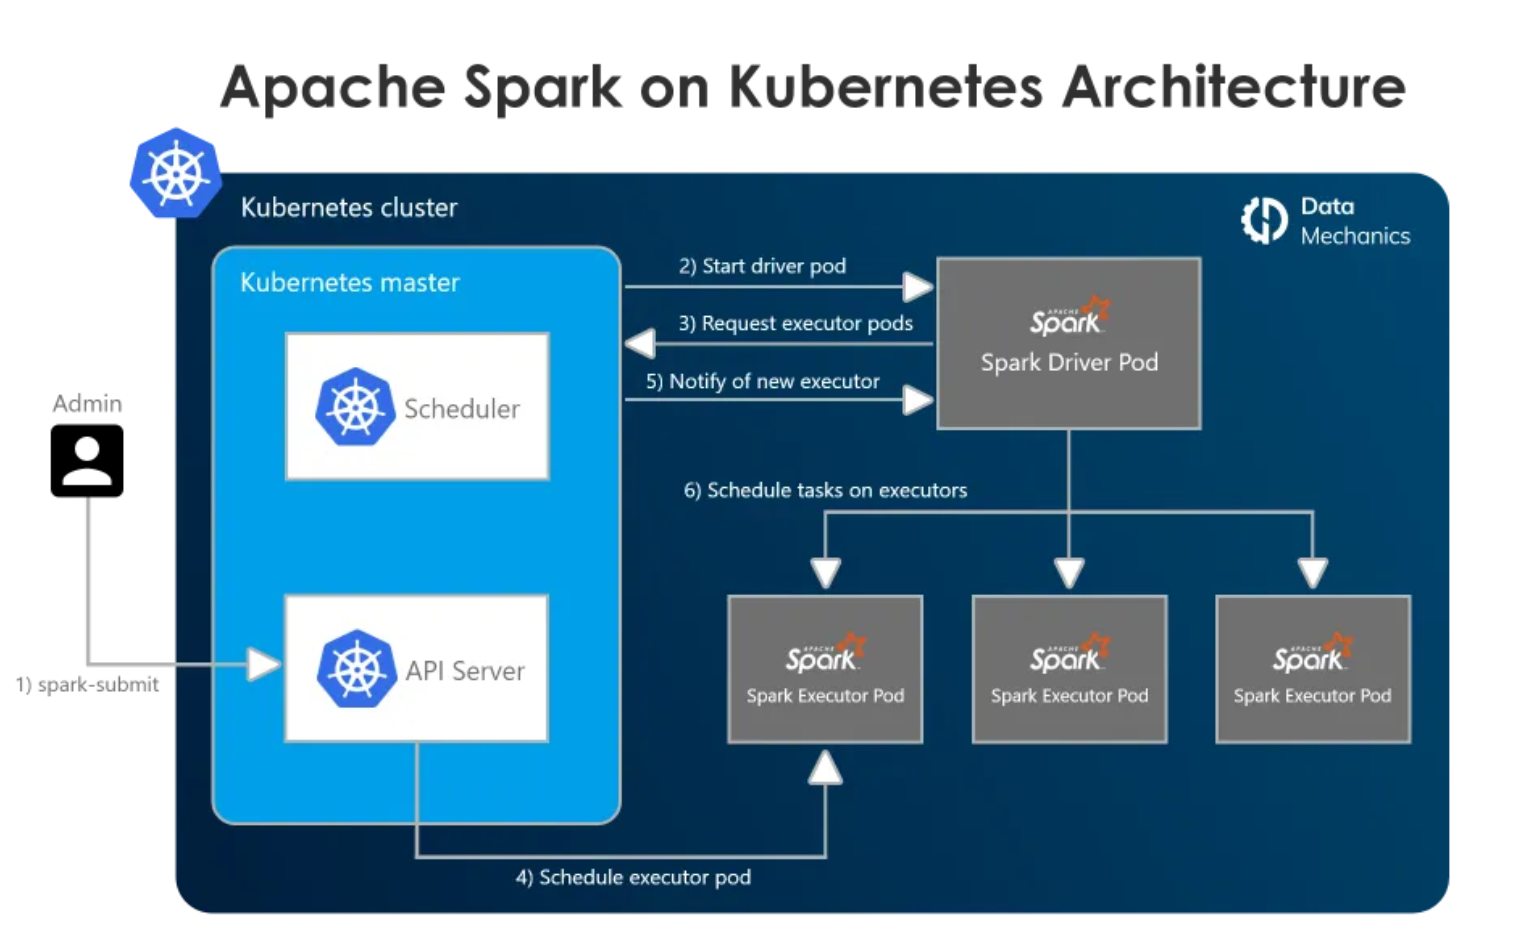 Apache Spark on Kubernetes Architecture
Kubernetes cluster
Data
Mechanics
Kubernetes master
2) Start driver pod
3) Request executor pods
5) Notify of new executor
APACHE
Spark
Spark Driver Pod
Scheduler
Admin
6) Schedule tasks on executors
API Server
1) spark-submit
APACHE
Spark
Spark Executor Pod
APACHE
Spark
Spark Executor Pod
APACHE
Spark
Spark Executor Pod
4) Schedule executor pod